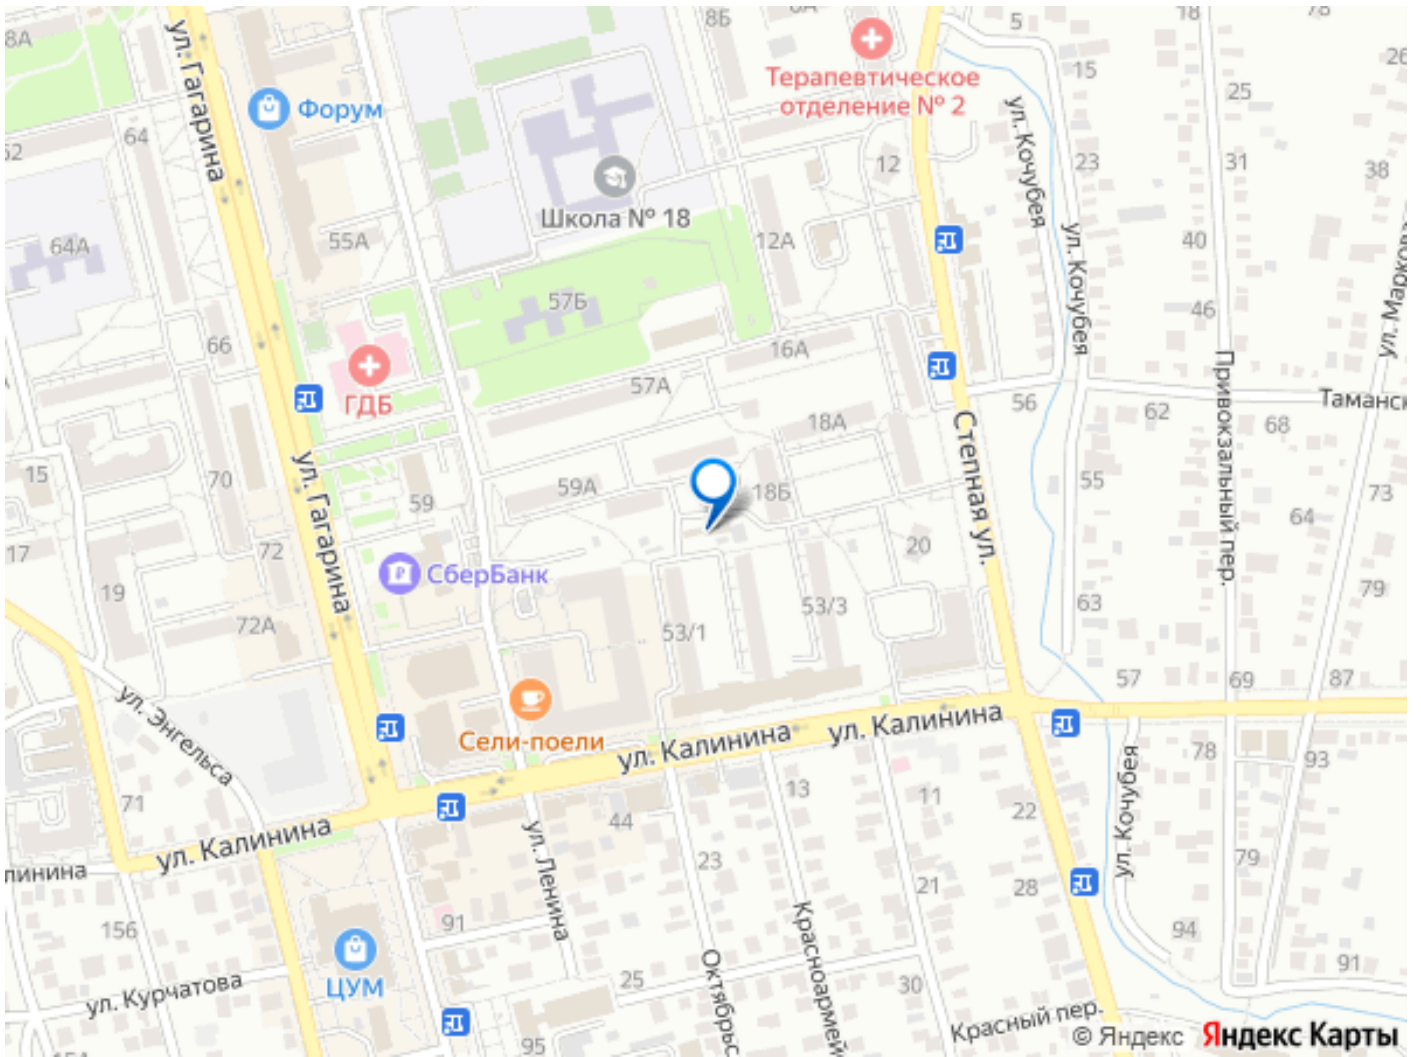 8А
ул. Гагарина
8Б
5
18
78
26
Терапевтическое
отделение № 2
15
25
Форум
64
62
ул. Кочубея
12
23
31
38
Школа № 18
64А
55А
12А
40
ул. Кочубея
ул. Маркова
57Б
46
66
16А
ГДБ
57А
Привокзальный пер.
56
62
68
Таманск
18А
Степная ул.
15
70
ул. Гагарина
59
59А
18Б
55
73
64
17
72
20
СберБанк
19
53/3
63
79
72А
53/1
57
69
87
ул. Энгельса
Сели-поели
ул. Калинина
ул. Калинина
78
93
ул. Кочубея
71
13
11
22
44
ул. Калинина
линина
ул. Ленина
23
79
21
28
91
156
Октябрьс
Красноармей
94
ЦУМ
25
30
91
ул. Курчатова
Красный пер.
95
© Яндекс Яндекс Карты